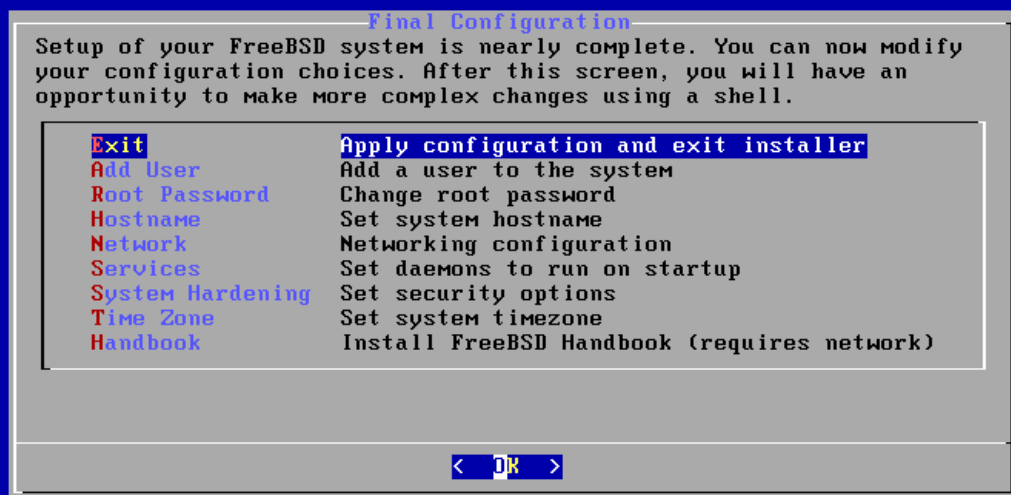 Final Configuration
Setup of your FreeBSD system is nearly complete. You can now modify
your configuration choices. After this screen, you will have an
opportunity to make more complex changes using a shell.
Exit Apply configuration and exit installer
Add User Add a user to the system
Root Password Change root password
Hostname Set system hostname
Network Networking configuration
Services Set daemons to run on startup
System Hardening Set security options
Time Zone Set system timezone
Handbook Install FreeBSD Handbook (requires network)
< OK >